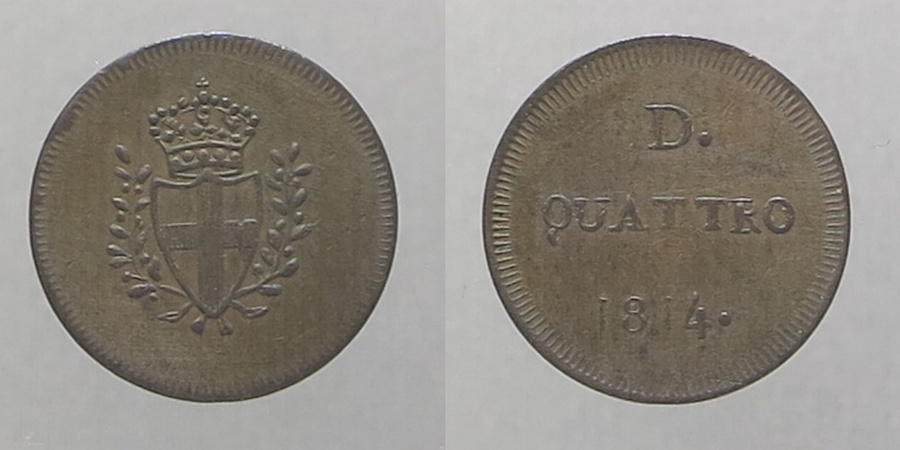 D.
QUATTRO
1814.